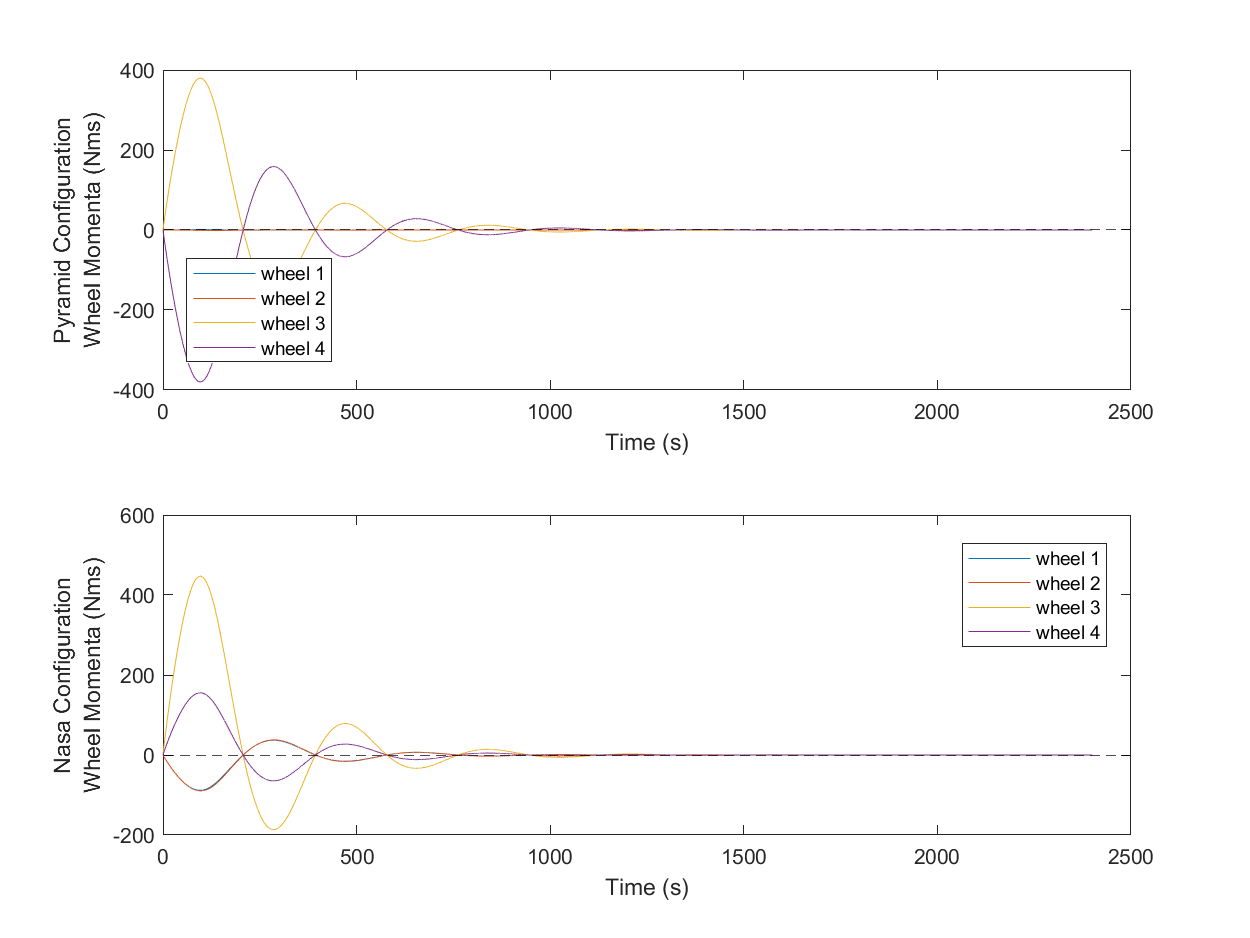 Pyramid Configuration
Wheel Momenta (Nms)
400
200
0
-200
-400
wheel 1
wheel 2
wheel 3
wheel 4
0 500 1000 1500 2000 2500
Time (s)
Nasa Configuration
Wheel Momenta (Nms)
600
400
200
0
-200
wheel 1
wheel 2
wheel 3
wheel 4
0 500 1000 1500 2000 2500
Time (s)